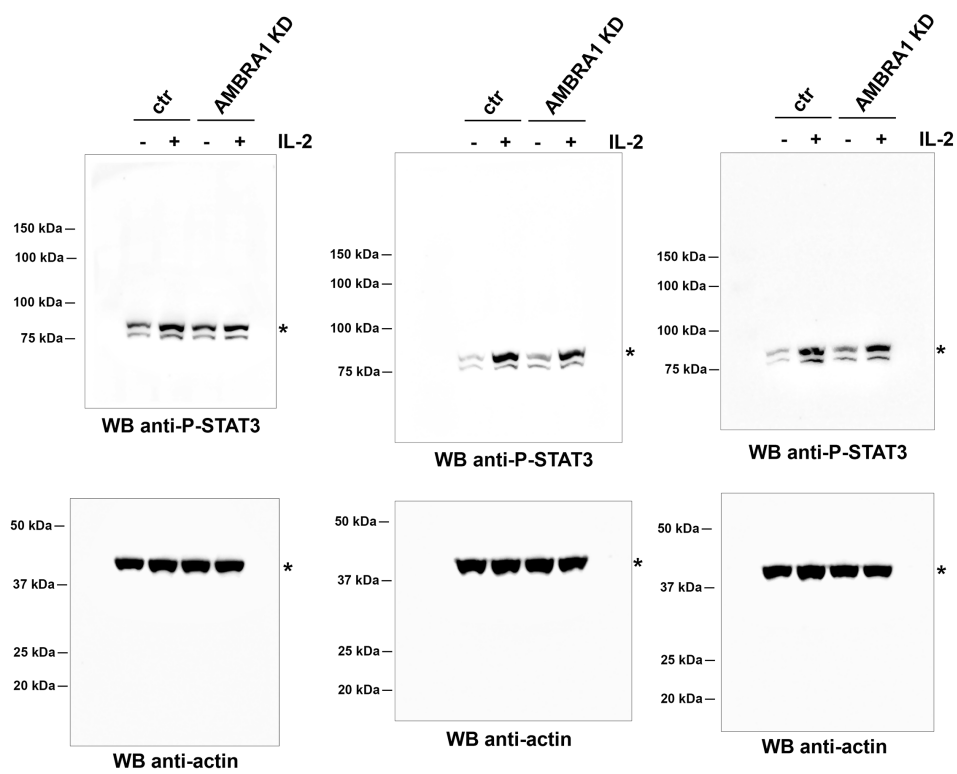 ctr AMBRA1 KD
- + - + IL-2
150 kDa
100 kDa
100 kDa
75 kDa
*
WB anti-P-STAT3
ctr AMBRA1 KD
- + - + IL-2
150 kDa
100 kDa
100 kDa
75 kDa
*
WB anti-P-STAT3
ctr AMBRA1 KD
- + - + IL-2
150 kDa
100 kDa
100 kDa
75 kDa
*
WB anti-P-STAT3
50 kDa
*
37 kDa
25 kDa
20 kDa
WB anti-actin
50 kDa
*
37 kDa
25 kDa
20 kDa
WB anti-actin
50 kDa
*
37 kDa
25 kDa
20 kDa
WB anti-actin